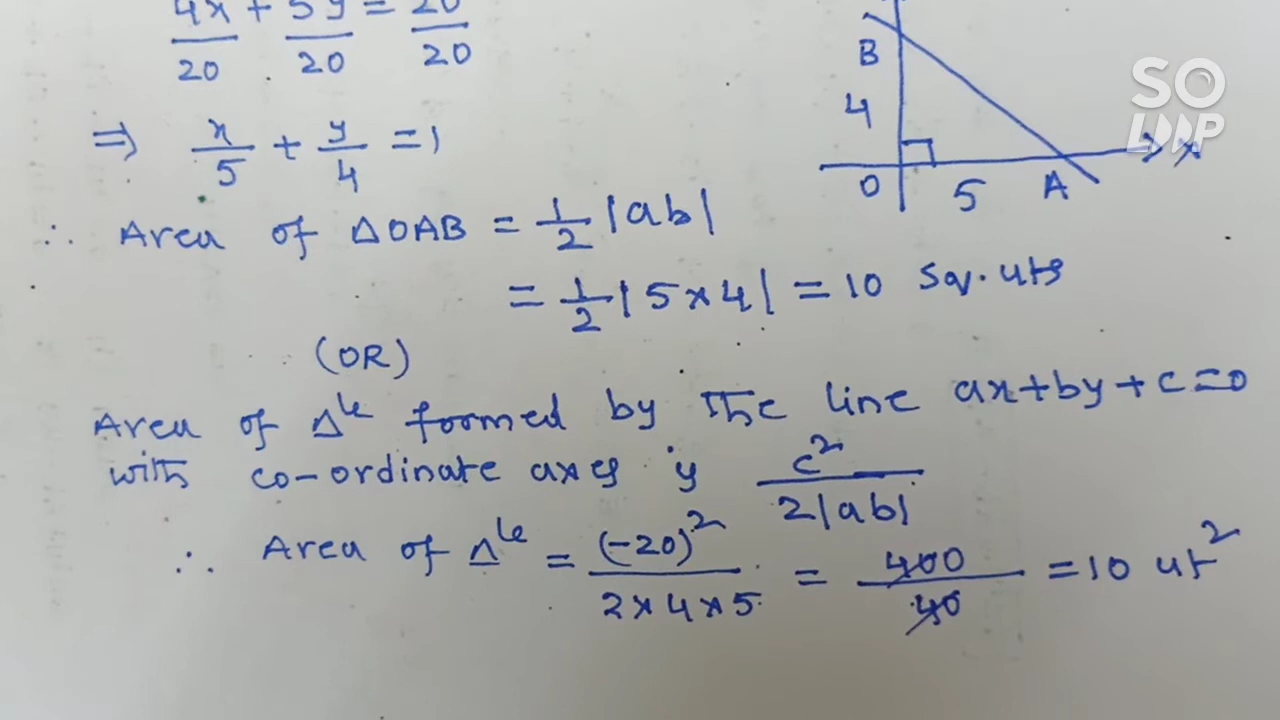 4x/20 + 5y/20 = 20/20
⇒ x/5 + y/4 = 1
B
4
O 5 A x
∴ Area of ΔOAB = 1/2 |ab|
= 1/2 |5×4| = 10 Sq. uts
(OR)
Area of Δle formed by the line ax+by+c=0
with co-ordinate axes is c²/2|ab|
∴ Area of Δle = (-20)²/2×4×5 = 400/40 = 10 ut²
SOLUP